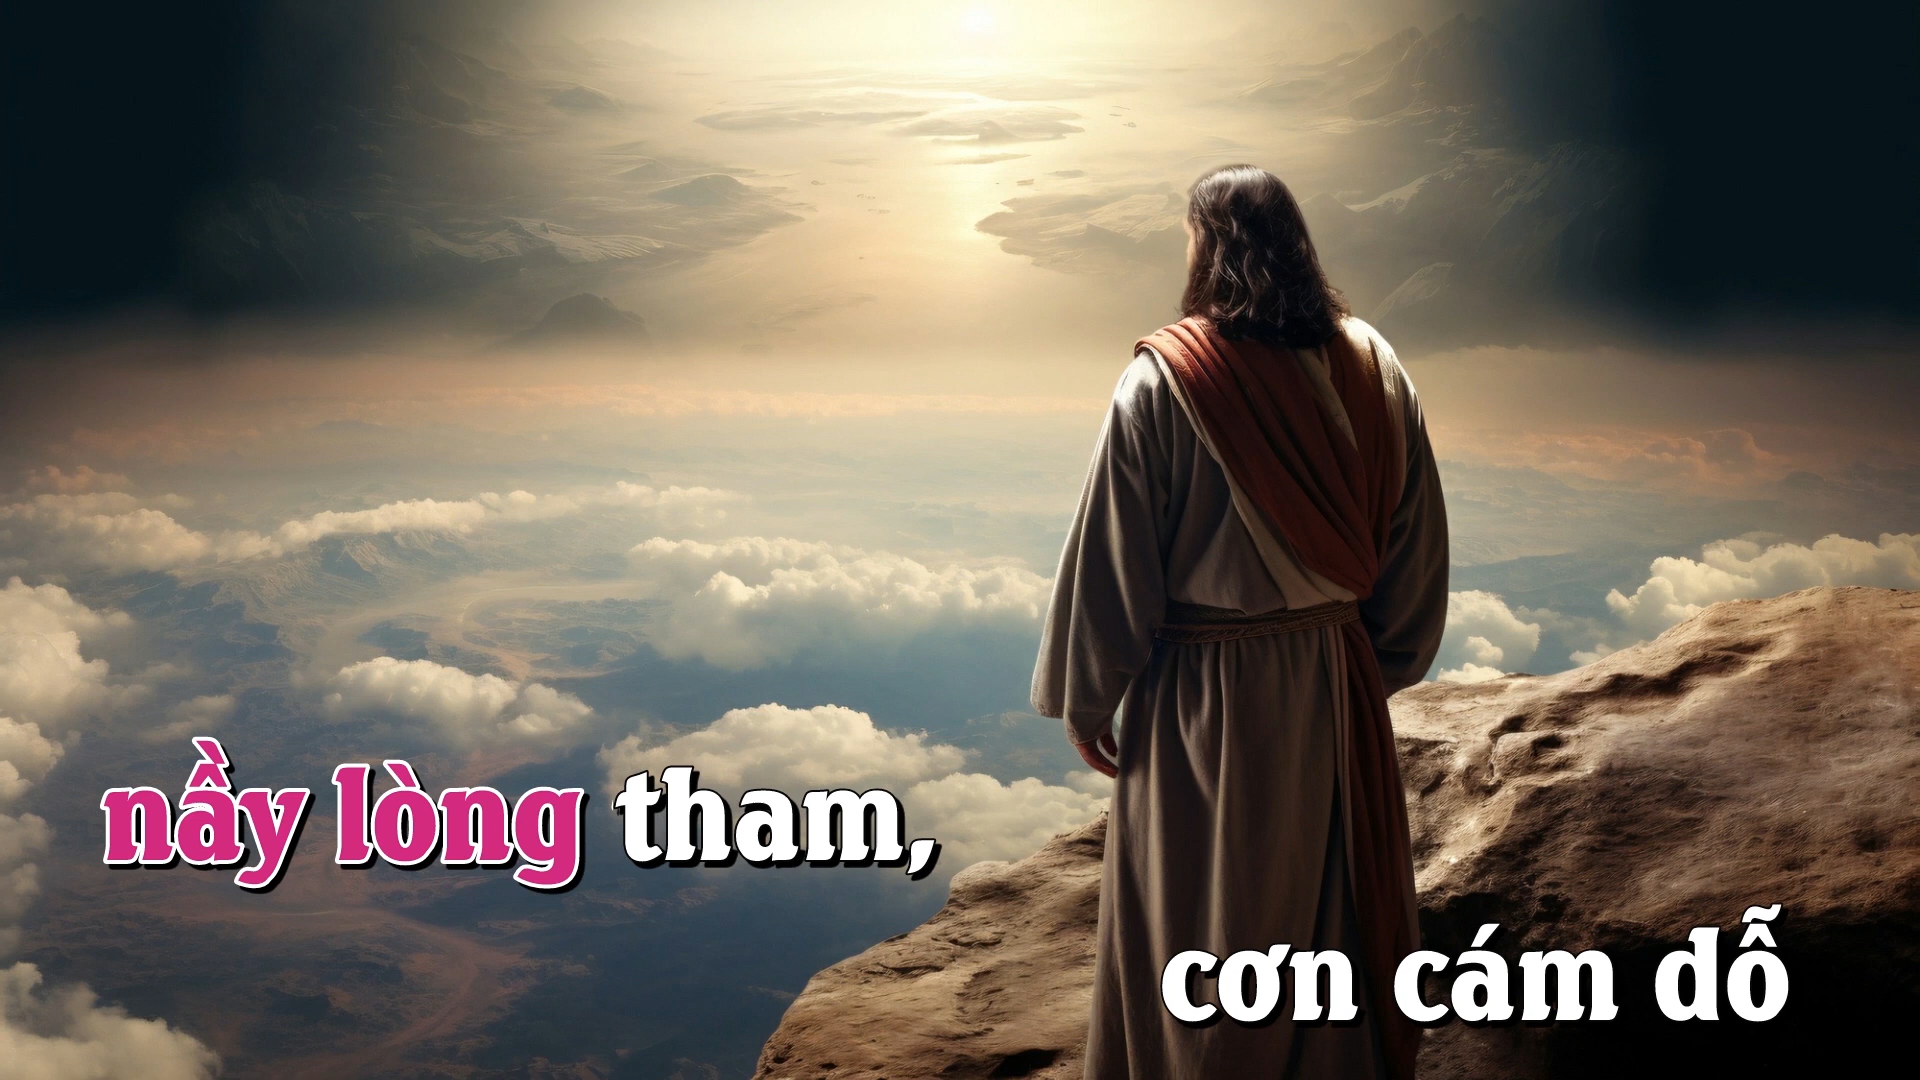 nầy lòng tham,
cơn cám dỗ